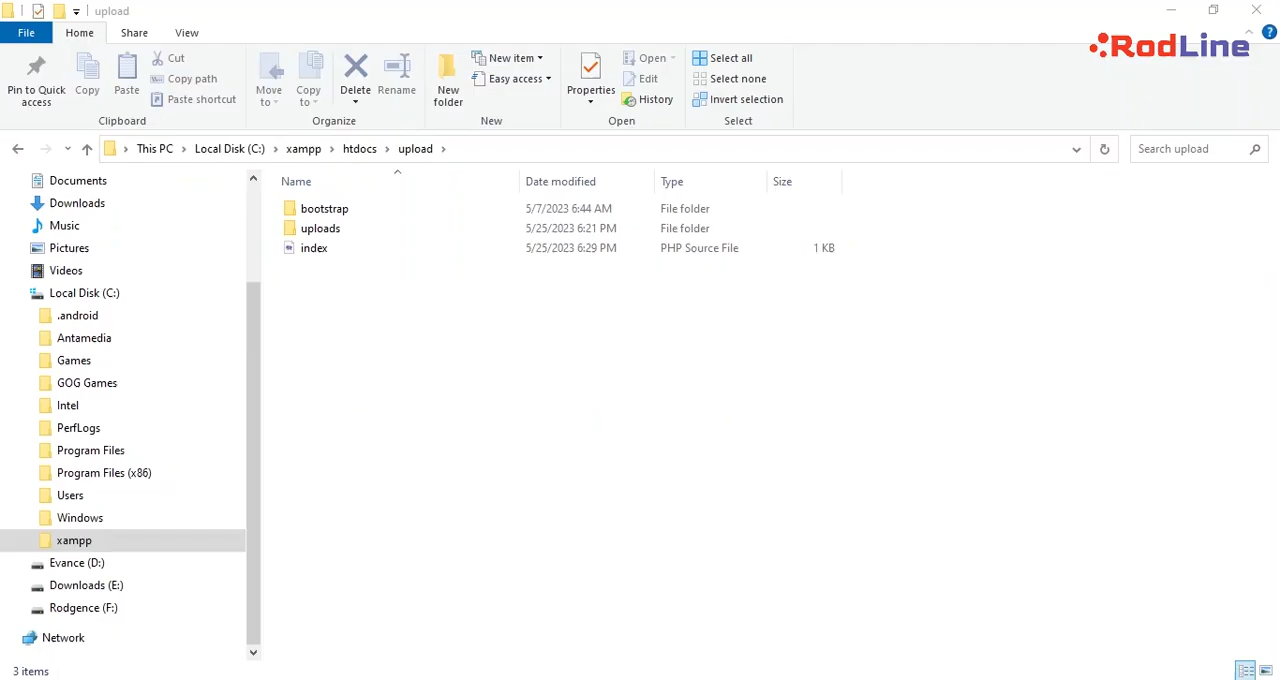 upload
File Home Share View
RodLine
Pin to Quick access
Copy
Paste
Cut
Copy path
Paste shortcut
Clipboard
Move to
Copy to
Delete
Rename
Organize
New folder
New item
Easy access
New
Properties
Open
Edit
History
Open
Select all
Select none
Invert selection
Select
This PC > Local Disk (C:) > xampp > htdocs > upload >
Search upload
Documents
Downloads
Music
Pictures
Videos
Local Disk (C:)
.android
Antamedia
Games
GOG Games
Intel
PerfLogs
Program Files
Program Files (x86)
Users
Windows
xampp
Evance (D:)
Downloads (E:)
Rodgence (F:)
Network
Name Date modified Type Size
bootstrap 5/7/2023 6:44 AM File folder
uploads 5/25/2023 6:21 PM File folder
index 5/25/2023 6:29 PM PHP Source File 1 KB
3 items